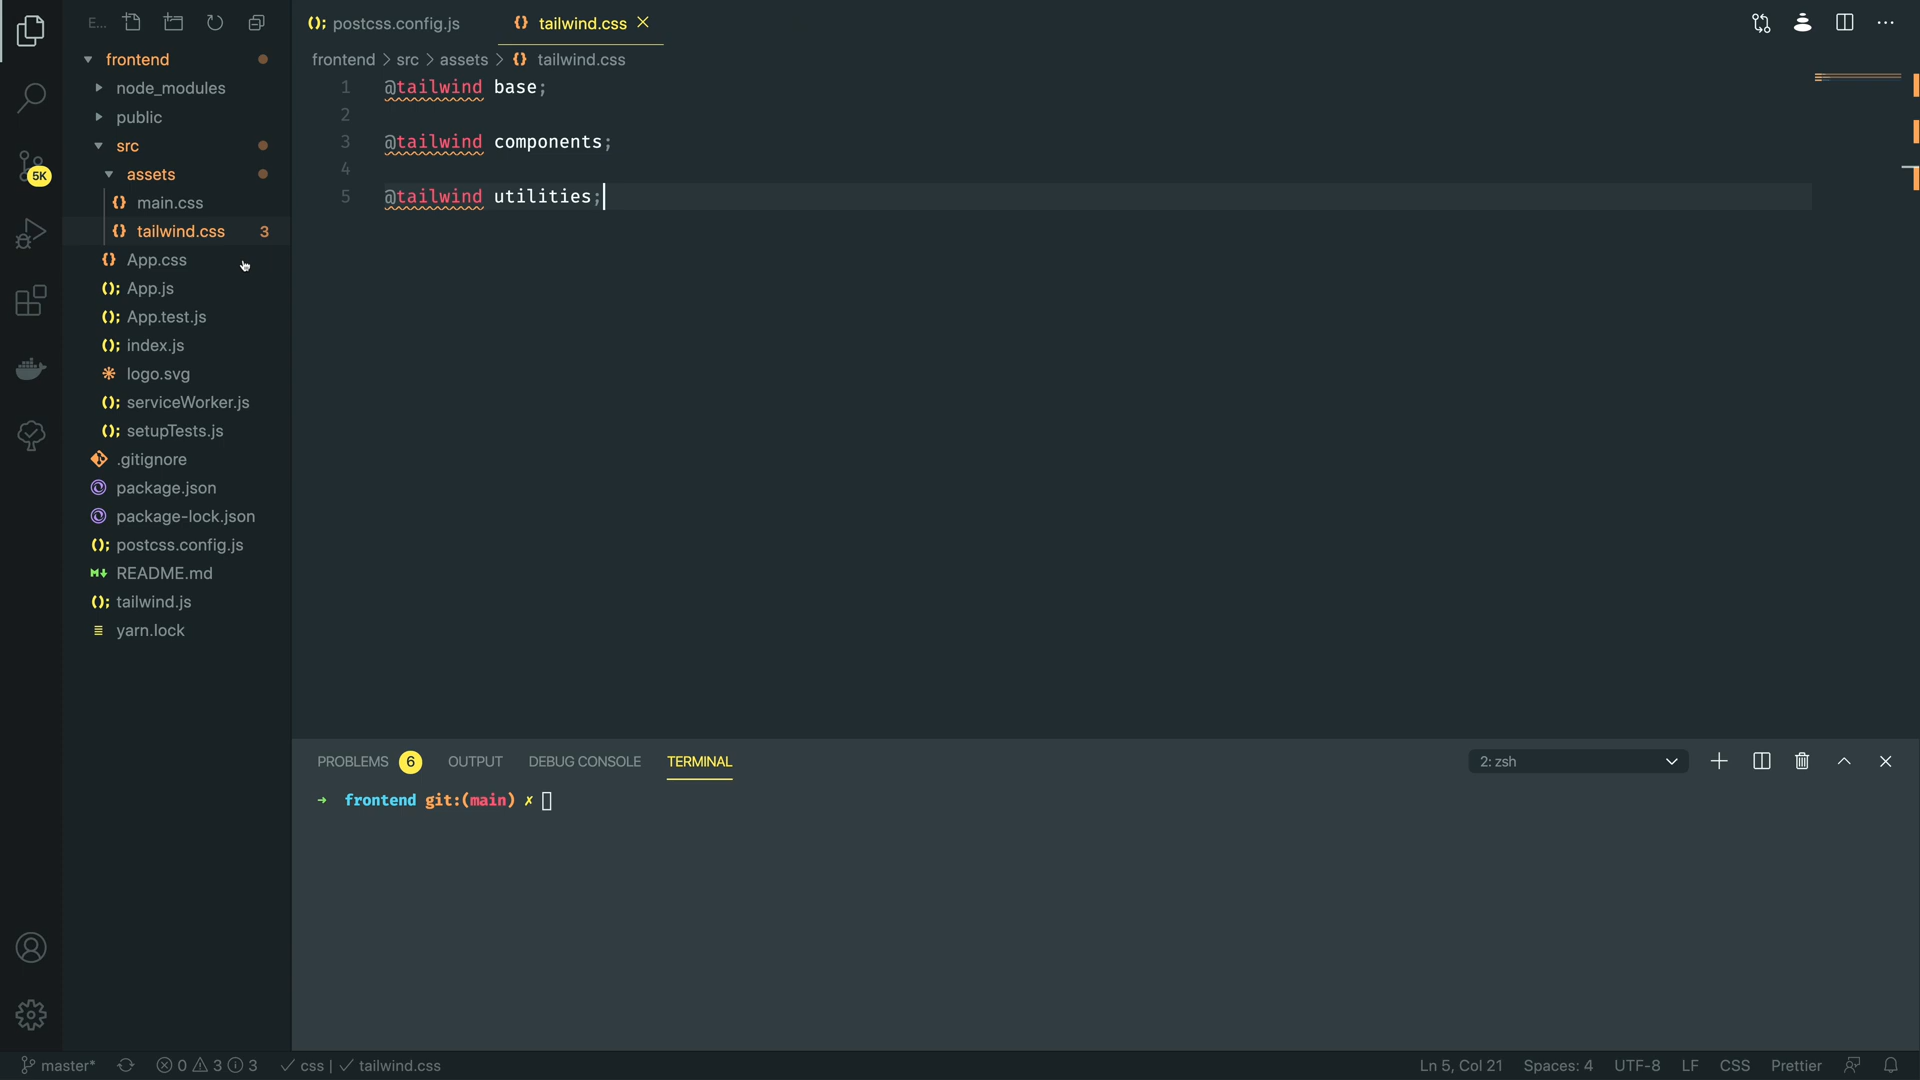 E...
postcss.config.js
tailwind.css
frontend
frontend > src > assets > {} tailwind.css
node_modules
1 @tailwind base;
public
2
src
3 @tailwind components;
assets
4
5K
main.css
5 @tailwind utilities;
tailwind.css 3
App.css
App.js
App.test.js
index.js
logo.svg
serviceWorker.js
setupTests.js
.gitignore
package.json
package-lock.json
postcss.config.js
README.md
tailwind.js
yarn.lock
PROBLEMS 6 OUTPUT DEBUG CONSOLE TERMINAL 2: zsh
→ frontend git:(main) ✗
master* 0 3 3 ✓ css | ✓ tailwind.css Ln 5, Col 21 Spaces: 4 UTF-8 LF CSS Prettier